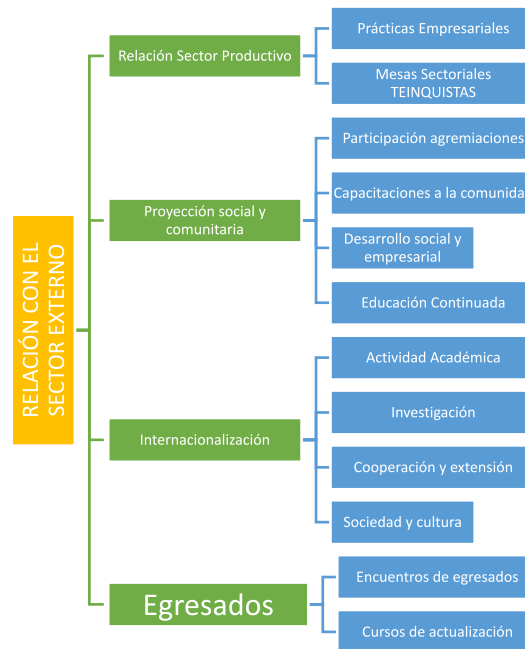 RELACIÓN CON EL
SECTOR EXTERNO
Relación Sector Productivo
Prácticas Empresariales
Mesas Sectoriales
TEINQUISTAS
Proyección social y
comunitaria
Participación agremiaciones
Capacitaciones a la comunida
Desarrollo social y
empresarial
Educación Continuada
Internacionalización
Actividad Académica
Investigación
Cooperación y extensión
Sociedad y cultura
Egresados
Encuentros de egresados
Cursos de actualización